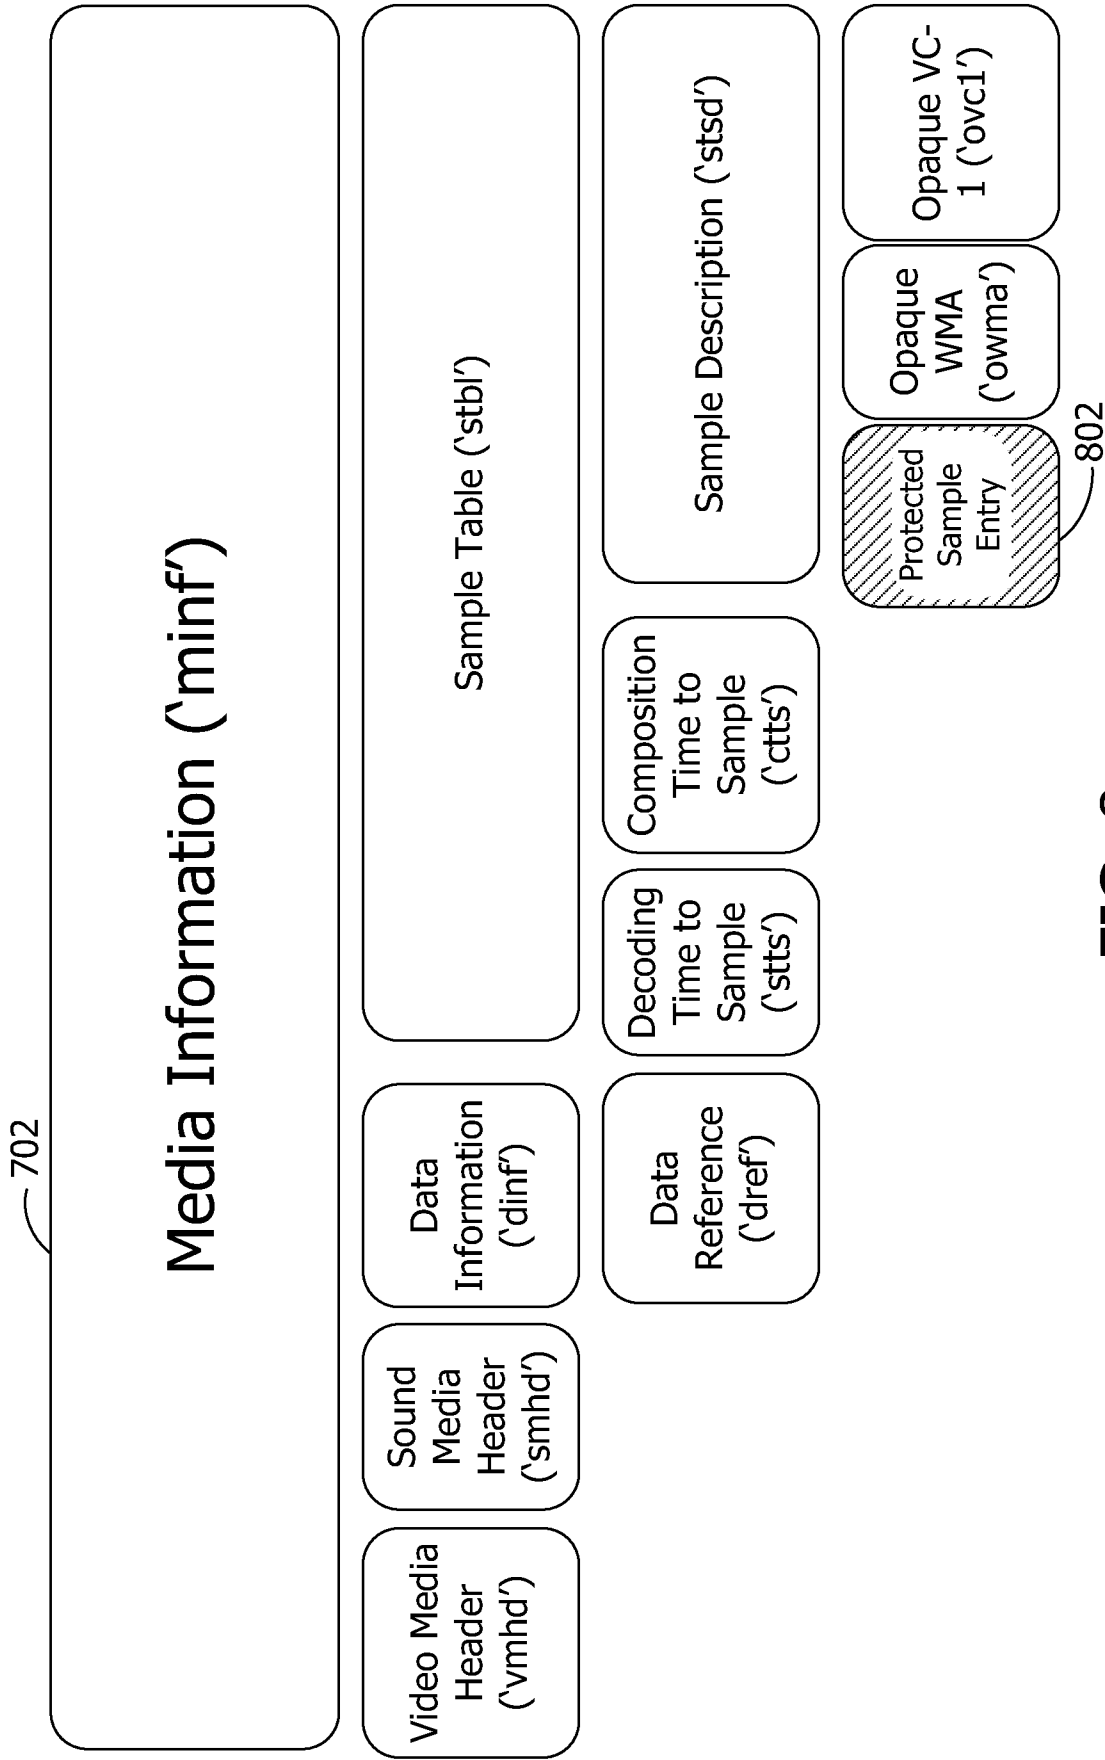 702
Media Information (‘minf’)
Video Media
Header
(‘vmhd’)
Sound
Media
Header
(‘smhd’)
Data
Information
(‘dinf’)
Sample Table (‘stbl’)
Data
Reference
(‘dref’)
Decoding
Time to
Sample
(‘stts’)
Composition
Time to
Sample
(‘ctts’)
Sample Description (‘stsd’)
Protected
Sample
Entry
Opaque
WMA
(‘owma’)
Opaque VC-
1 (‘ovc1’)
802